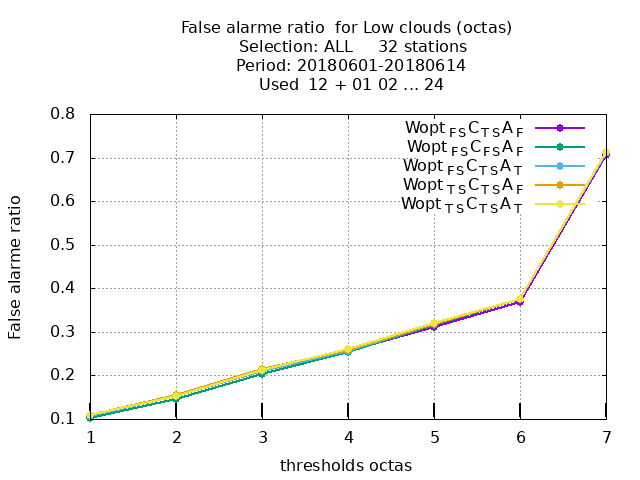 False alarme ratio  for Low clouds (octas)
Selection: ALL     32 stations
Period: 20180601-20180614
Used  12 + 01 02 ... 24
0.8
0.7
0.6
0.5
0.4
0.3
0.2
0.1
False alarme ratio
Wopt FS C TS A F
Wopt FS C FS A F
Wopt FS C TS A T
Wopt TS C TS A F
Wopt TS C TS A T
1 2 3 4 5 6 7
thresholds octas